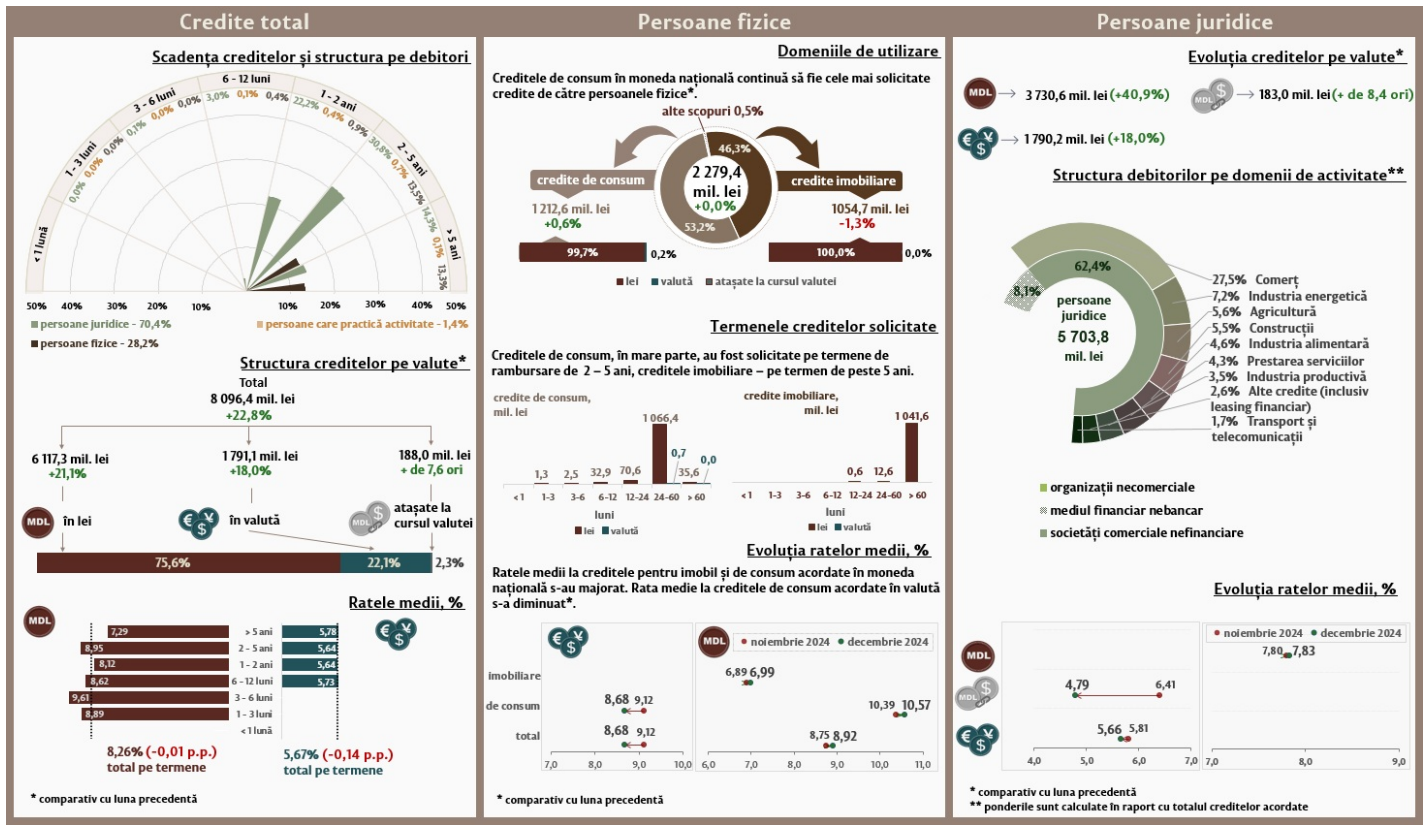 Credite total
Scadența creditelor și structura pe debitori
< 1 lună
1 - 3 luni
3 - 6 luni
6 - 12 luni
1 - 2 ani
2 - 5 ani
> 5 ani
0,0%
0,0%
0,0%
0,1%
0,0%
0,0%
3,0%
0,1%
0,4%
22,2%
0,4%
0,9%
30,8%
0,7%
13,5%
14,3%
0,1%
13,3%
50% 40% 30% 20% 10% 10% 20% 30% 40% 50%
persoane juridice - 70,4%
persoane care practică activitate - 1,4%
persoane fizice - 28,2%
Structura creditelor pe valute*
Total
8 096,4 mil. lei
+22,8%
6 117,3 mil. lei
+21,1%
1 791,1 mil. lei
+18,0%
188,0 mil. lei
+ de 7,6 ori
MDL
în lei
€ ¥ $
în valută
MDL $
atașate la
cursul valutei
75,6% 22,1% 2,3%
Ratele medii, %
MDL
€ ¥ $
7,29 > 5 ani 5,78
8,95 2 - 5 ani 5,64
8,12 1 - 2 ani 5,64
8,62 6 - 12 luni 5,73
9,61 3 - 6 luni
8,89 1 - 3 luni
< 1 lună
8,26% (-0,01 p.p.)
total pe termene
5,67% (-0,14 p.p.)
total pe termene
* comparativ cu luna precedentă
Persoane fizice
Domeniile de utilizare
Creditele de consum în moneda națională continuă să fie cele mai solicitate
credite de către persoanele fizice*.
alte scopuri 0,5%
46,3%
2 279,4
mil. lei
+0,0%
53,2%
credite de consum
1 212,6 mil. lei
+0,6%
credite imobiliare
1054,7 mil. lei
-1,3%
99,7% 0,2%
100,0% 0,0%
lei valută atașate la cursul valutei
Termenele creditelor solicitate
Creditele de consum, în mare parte, au fost solicitate pe termene de
rambursare de 2 – 5 ani, creditele imobiliare – pe termen de peste 5 ani.
credite de consum,
mil. lei
1,3 2,5 32,9 70,6 1 066,4 0,7 35,6 0,0
< 1 1-3 3-6 6-12 12-24 24-60 > 60
luni
lei valută
credite imobiliare,
mil. lei
0,6 12,6 1 041,6
< 1 1-3 3-6 6-12 12-24 24-60 > 60
luni
lei valută
Evoluția ratelor medii, %
Ratele medii la creditele pentru imobil și de consum acordate în moneda
națională s-au majorat. Rata medie la creditele de consum acordate în valută
s-a diminuat*.
€ ¥ $
MDL
noiembrie 2024 decembrie 2024
imobiliare
6,89 6,99
de consum
8,68 9,12
10,39 10,57
total
8,68 9,12
8,75 8,92
7,0 8,0 9,0 10,0
6,0 7,0 8,0 9,0 10,0 11,0
* comparativ cu luna precedentă
Persoane juridice
Evoluția creditelor pe valute*
MDL
3 730,6 mil. lei (+40,9%)
MDL $
183,0 mil. lei (+ de 8,4 ori)
€ ¥ $
1 790,2 mil. lei (+18,0%)
Structura debitorilor pe domenii de activitate**
62,4%
8,1%
persoane
juridice
5 703,8
mil. lei
27,5% Comerț
7,2% Industria energetică
5,6% Agricultură
5,5% Construcții
4,6% Industria alimentară
4,3% Prestarea serviciilor
3,5% Industria productivă
2,6% Alte credite (inclusiv
leasing financiar)
1,7% Transport și
telecomunicații
organizații necomerciale
mediul financiar nebancar
societăți comerciale nefinanciare
Evoluția ratelor medii, %
noiembrie 2024 decembrie 2024
MDL
7,80 7,83
MDL $
4,79 6,41
€ ¥ $
5,66 5,81
4,0 5,0 6,0 7,0
7,0 8,0 9,0
* comparativ cu luna precedentă
** ponderile sunt calculate în raport cu totalul creditelor acordate